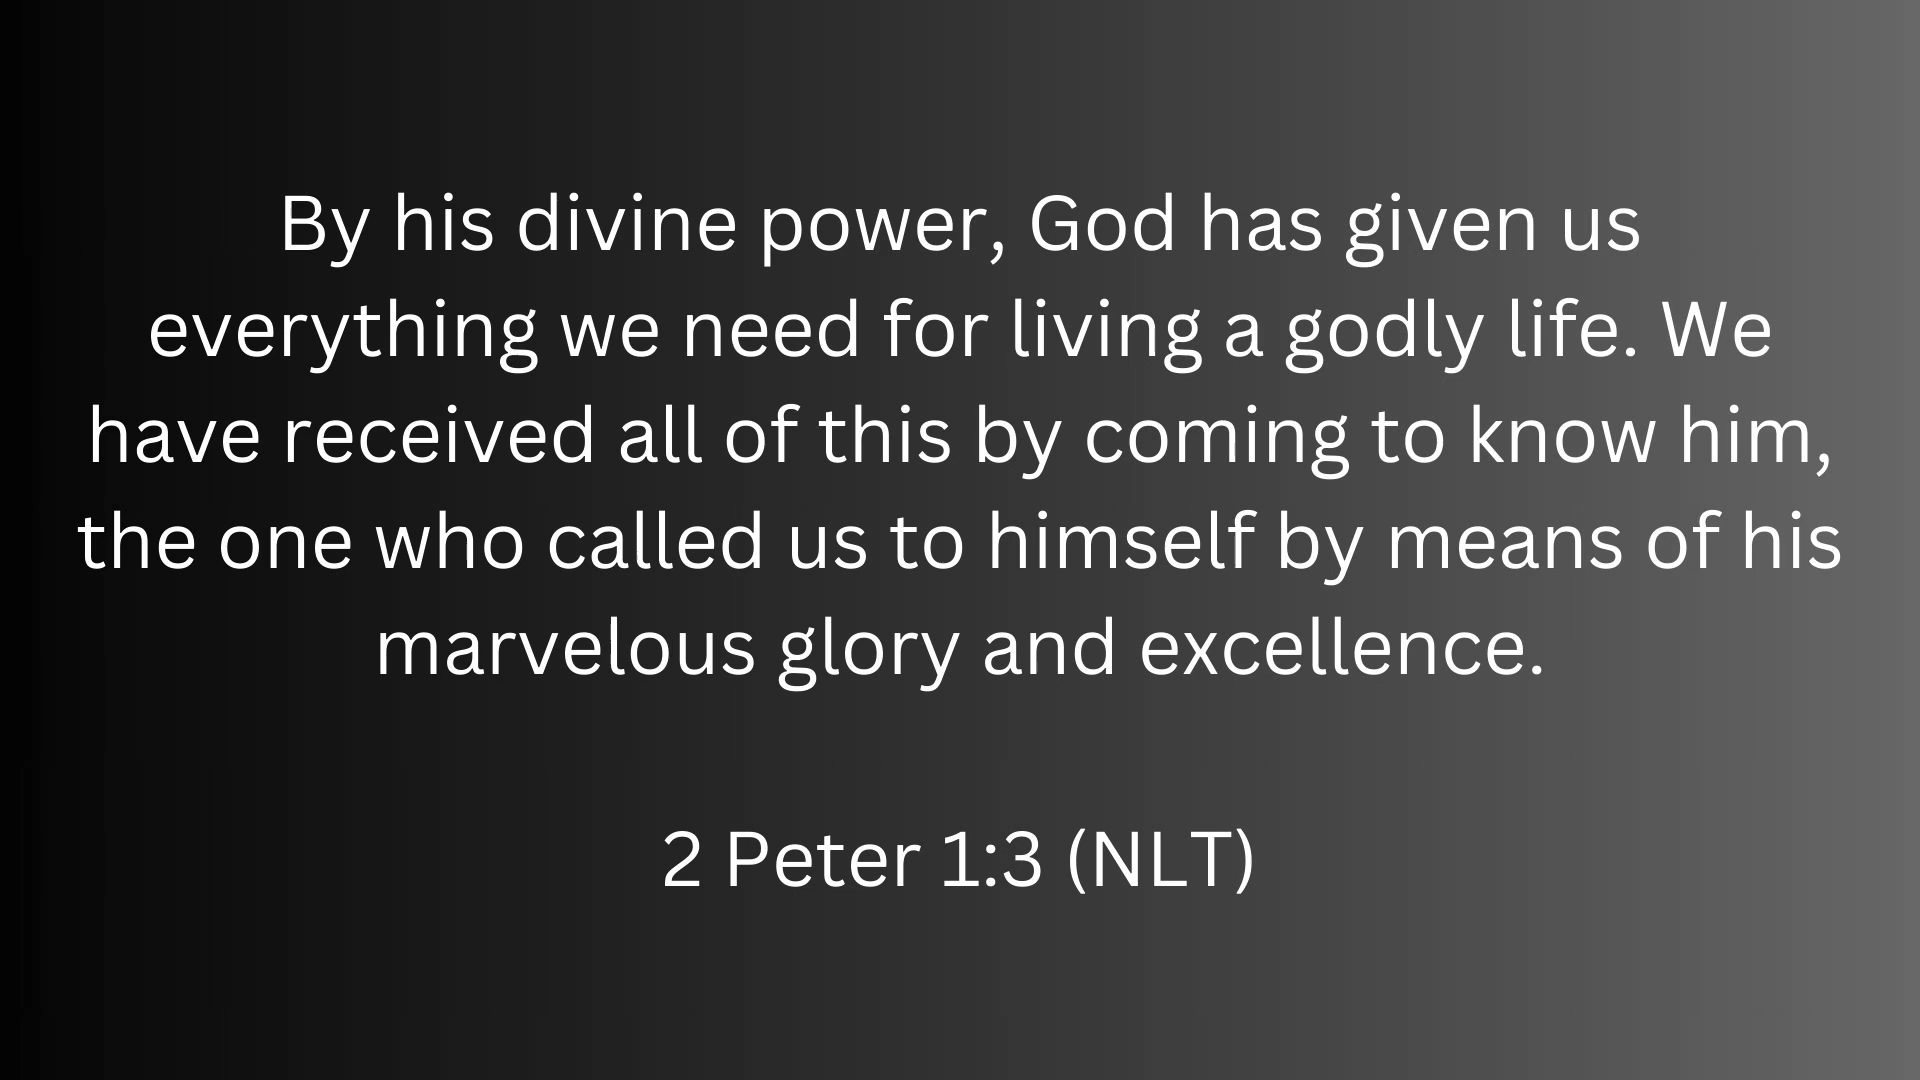 By his divine power, God has given us
everything we need for living a godly life. We
have received all of this by coming to know him,
the one who called us to himself by means of his
marvelous glory and excellence.
2 Peter 1:3 (NLT)